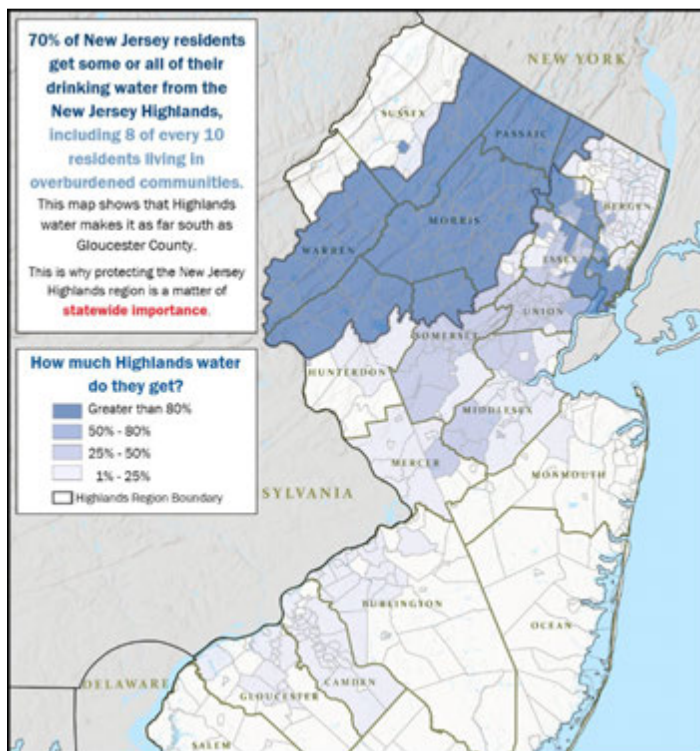 70% of New Jersey residents
get some or all of their
drinking water from the
New Jersey Highlands,
including 8 of every 10
residents living in
overburdened communities.
This map shows that Highlands
water makes it as far south as
Gloucester County.
This is why protecting the New Jersey
Highlands region is a matter of
statewide importance.
How much Highlands water
do they get?
Greater than 80%
50% - 80%
25% - 50%
1% - 25%
Highlands Region Boundary
NEW YORK
SUSSEX
PASSAIC
BERGEN
MORRIS
WARREN
ESSEX
UNION
SOMERSET
HUNTERDON
MIDDLESEX
MERCER
MONMOUTH
SYLVANIA
BURLINGTON
OCEAN
DELAWARE
CAMDEN
GLOUCESTER
SALEM